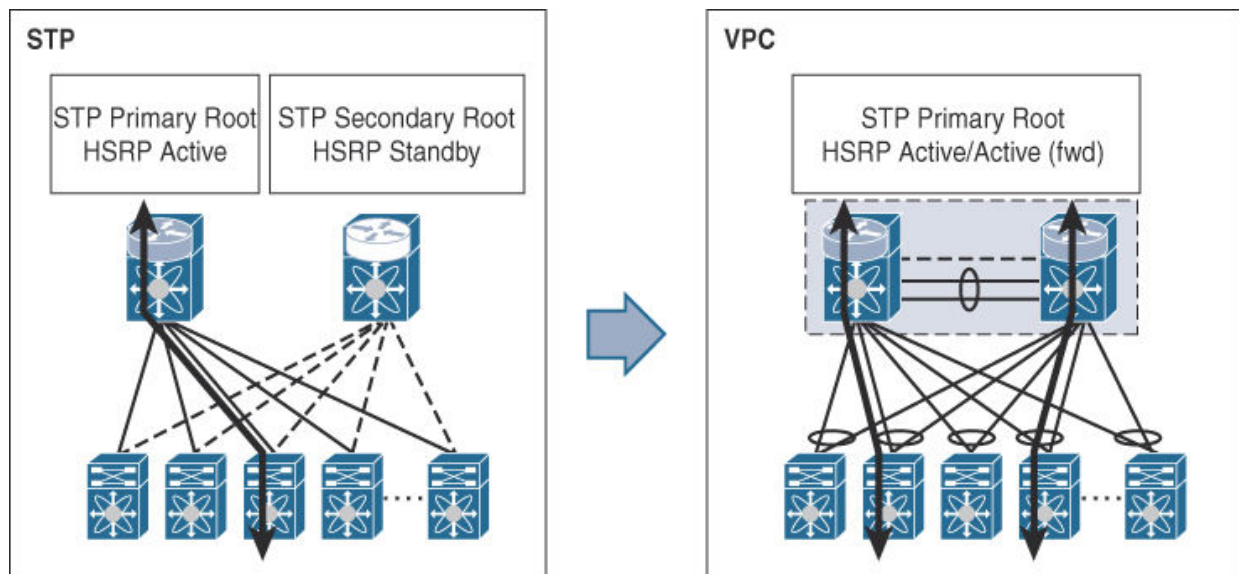 STP
STP Primary Root
HSRP Active
STP Secondary Root
HSRP Standby
VPC
STP Primary Root
HSRP Active/Active (fwd)